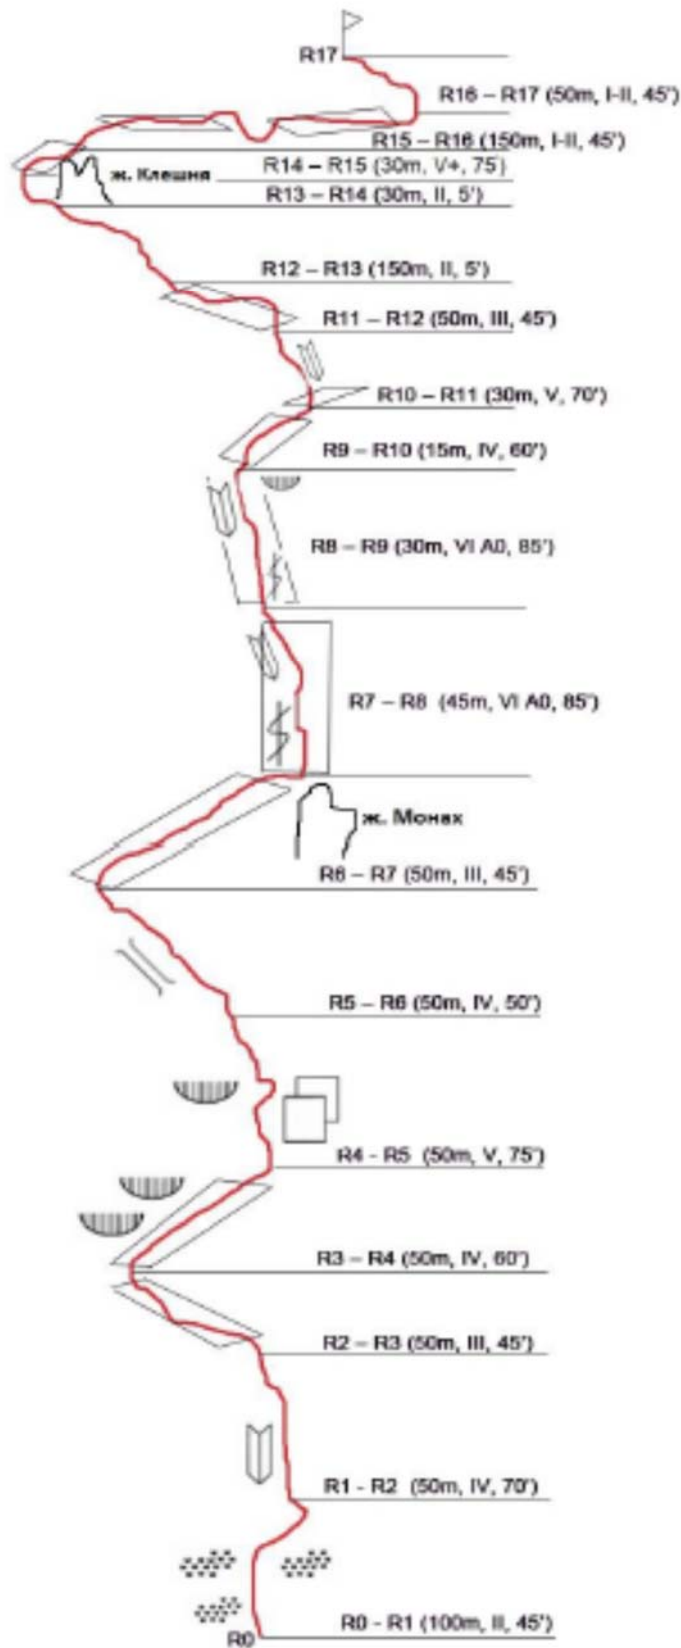 R17
R16 – R17 (50m, I-II, 45')
R15 – R16 (150m, I-II, 45')
ж. Клешня
R14 – R15 (30m, V+, 75')
R13 – R14 (30m, II, 5')
R12 – R13 (150m, II, 5')
R11 – R12 (50m, III, 45')
R10 – R11 (30m, V, 70')
R9 – R10 (15m, IV, 60')
R8 – R9 (30m, VI A0, 85')
R7 – R8 (45m, VI A0, 85')
ж. Монах
R6 – R7 (50m, III, 45')
R5 – R6 (50m, IV, 50')
R4 - R5 (50m, V, 75')
R3 – R4 (50m, IV, 60')
R2 – R3 (50m, III, 45')
R1 - R2 (50m, IV, 70')
R0 - R1 (100m, II, 45')
R0